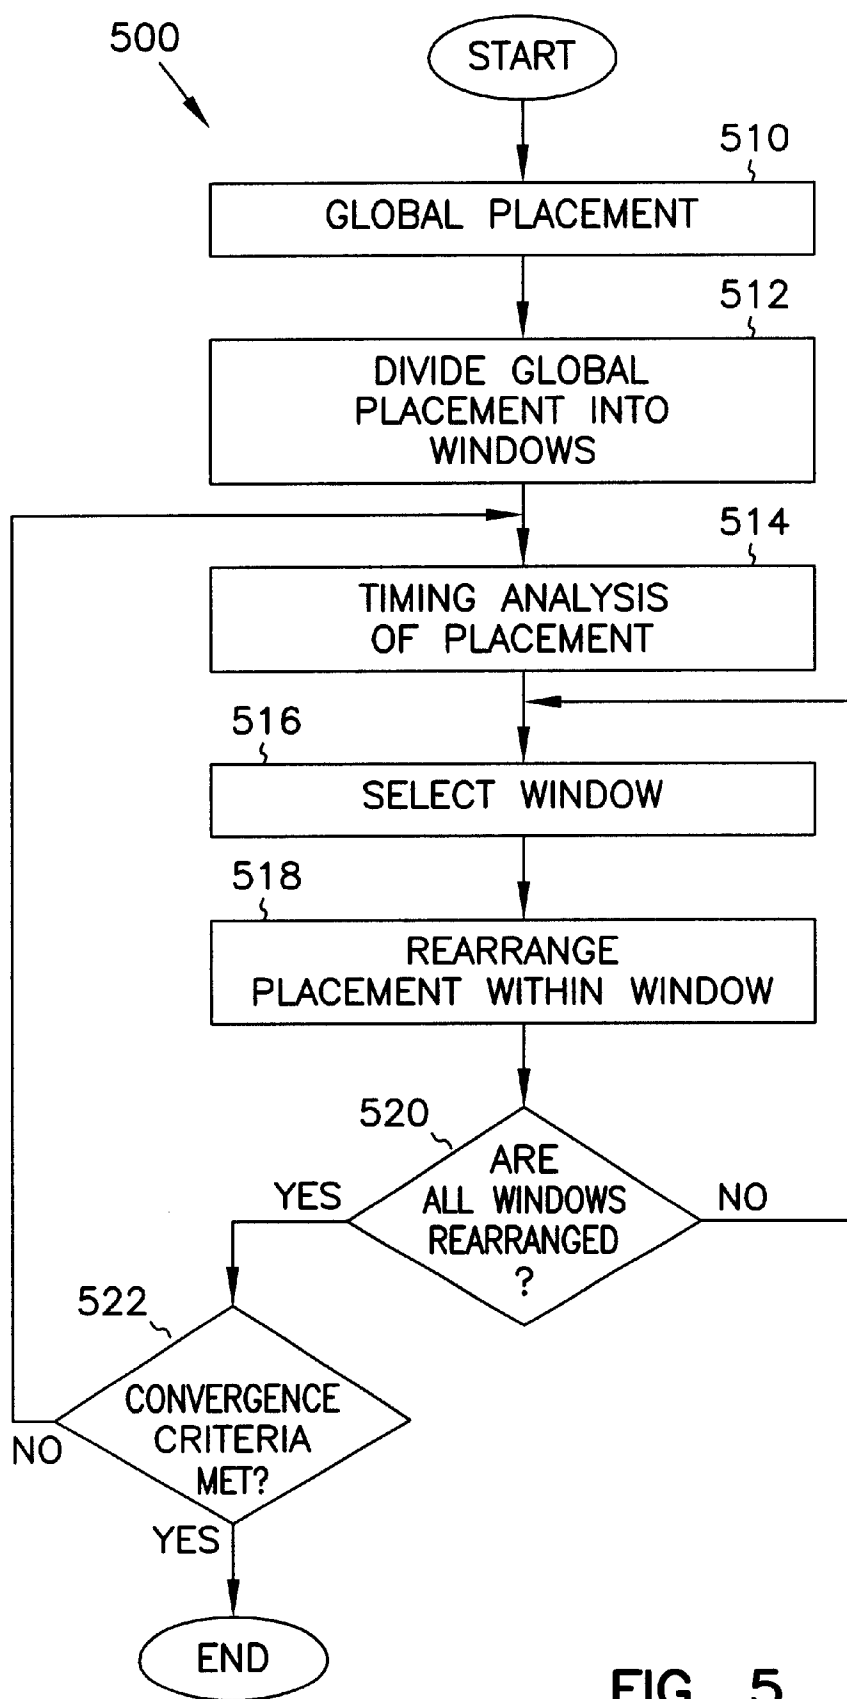 500
START
510
GLOBAL PLACEMENT
512
DIVIDE GLOBAL
PLACEMENT INTO
WINDOWS
514
TIMING ANALYSIS
OF PLACEMENT
516
SELECT WINDOW
518
REARRANGE
PLACEMENT WITHIN WINDOW
520
ARE
ALL WINDOWS
REARRANGED
?
YES
NO
522
CONVERGENCE
CRITERIA
MET?
NO
YES
END
FIG. 5